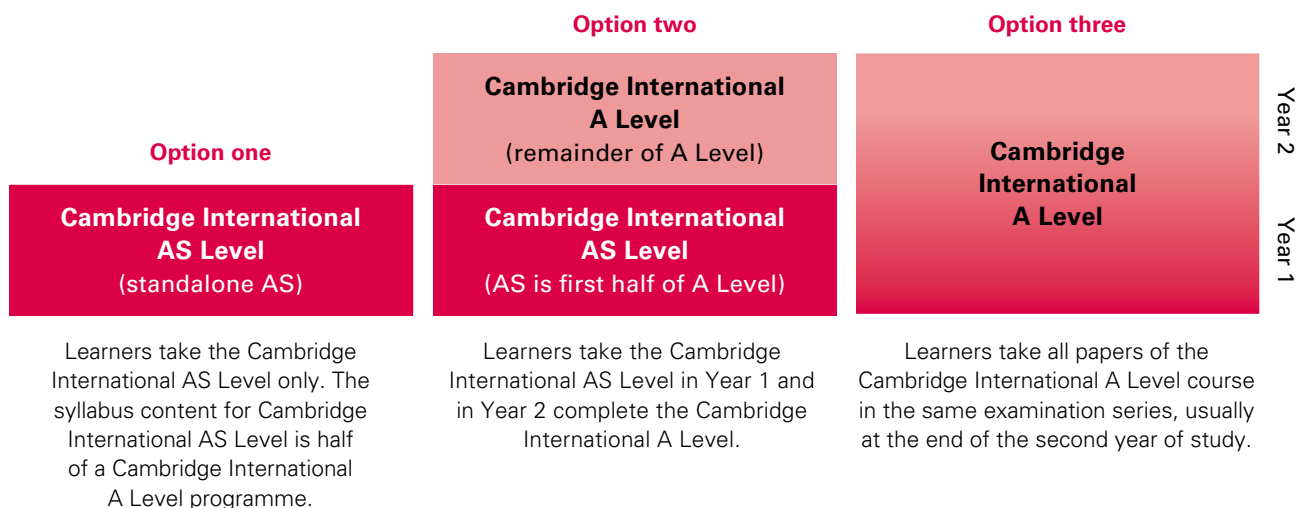 Option one
Cambridge International
AS Level
(standalone AS)
Learners take the Cambridge
International AS Level only. The
syllabus content for Cambridge
International AS Level is half
of a Cambridge International
A Level programme.
Option two
Cambridge International
A Level
(remainder of A Level)
Cambridge International
AS Level
(AS is first half of A Level)
Learners take the Cambridge
International AS Level in Year 1 and
in Year 2 complete the Cambridge
International A Level.
Option three
Cambridge
International
A Level
Learners take all papers of the
Cambridge International A Level course
in the same examination series, usually
at the end of the second year of study.
Year 2
Year 1